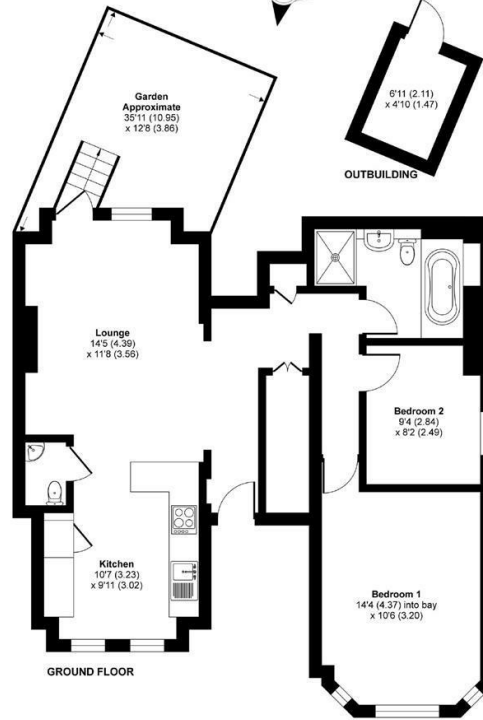 Garden
Approximate
35'11 (10.95)
x 12'8 (3.86)
6'11 (2.11)
x 4'10 (1.47)
OUTBUILDING
Lounge
14'5 (4.39)
x 11'8 (3.56)
Bedroom 2
9'4 (2.84)
x 8'2 (2.49)
Kitchen
10'7 (3.23)
x 9'11 (3.02)
Bedroom 1
14'4 (4.37) into bay
x 10'6 (3.20)
GROUND FLOOR